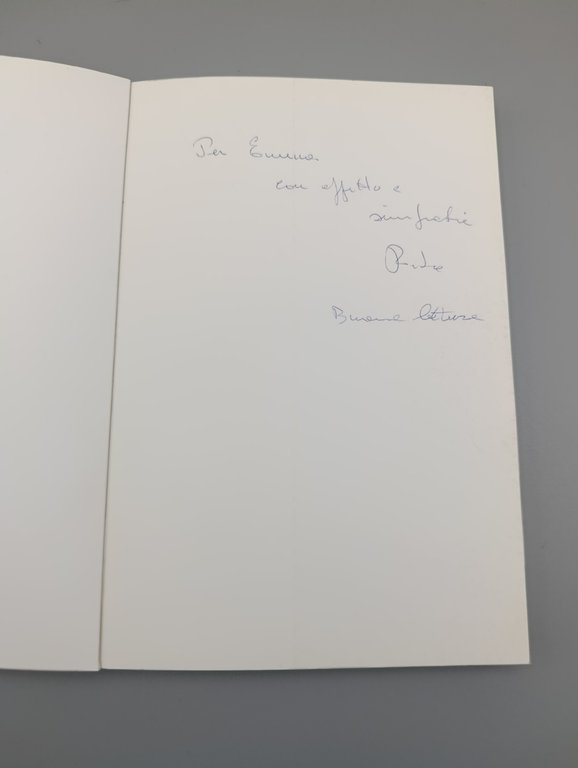 Per Emma
con affetto e
simpatia
Buona lettura